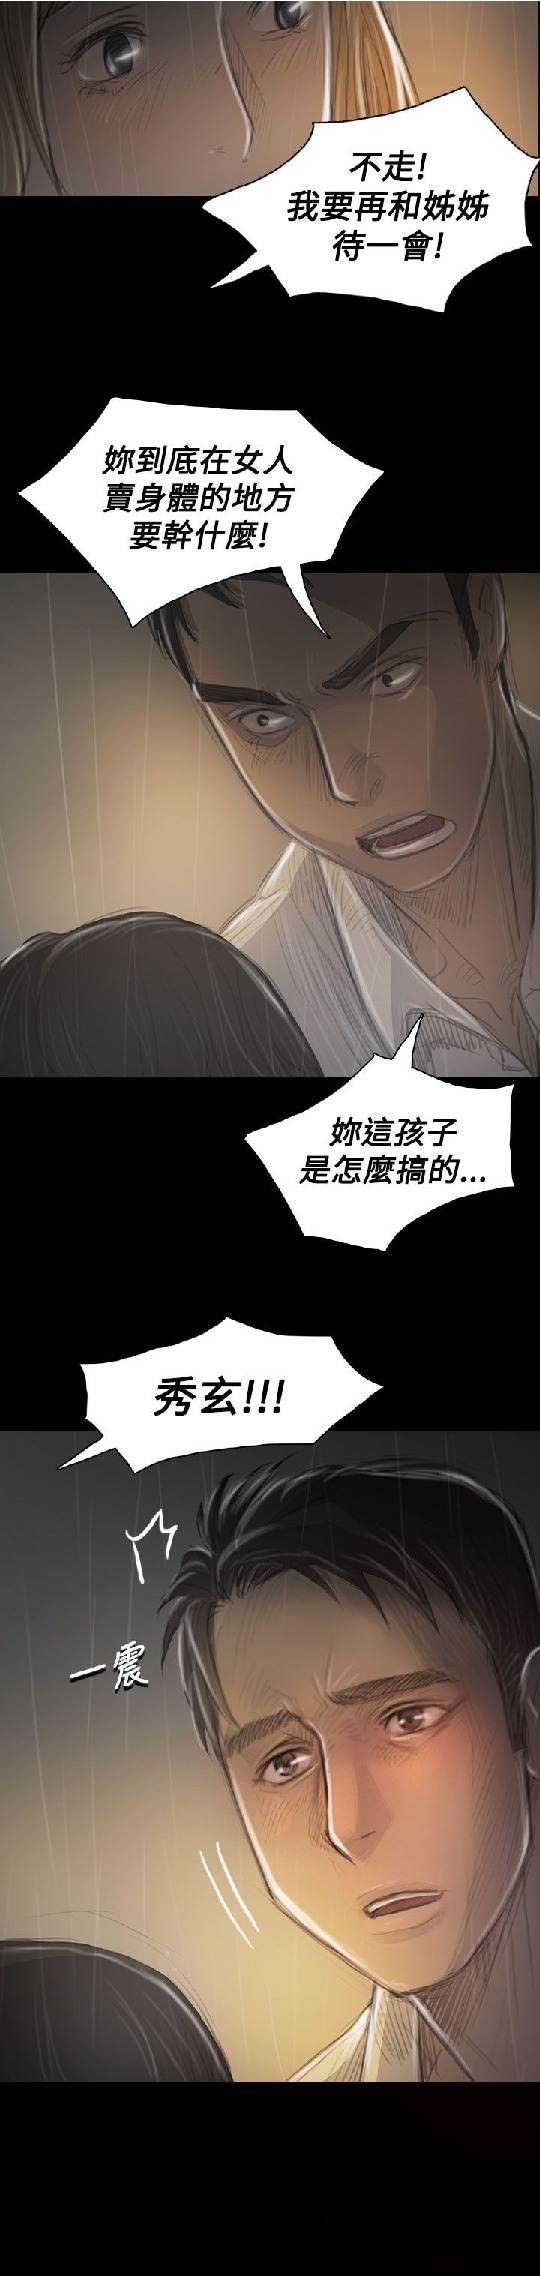 不走!
我要再和姊姊
待一會!
妳到底在女人
賣身體的地方
要幹什麼!
妳這孩子
是怎麼搞的...
秀玄!!!
一震